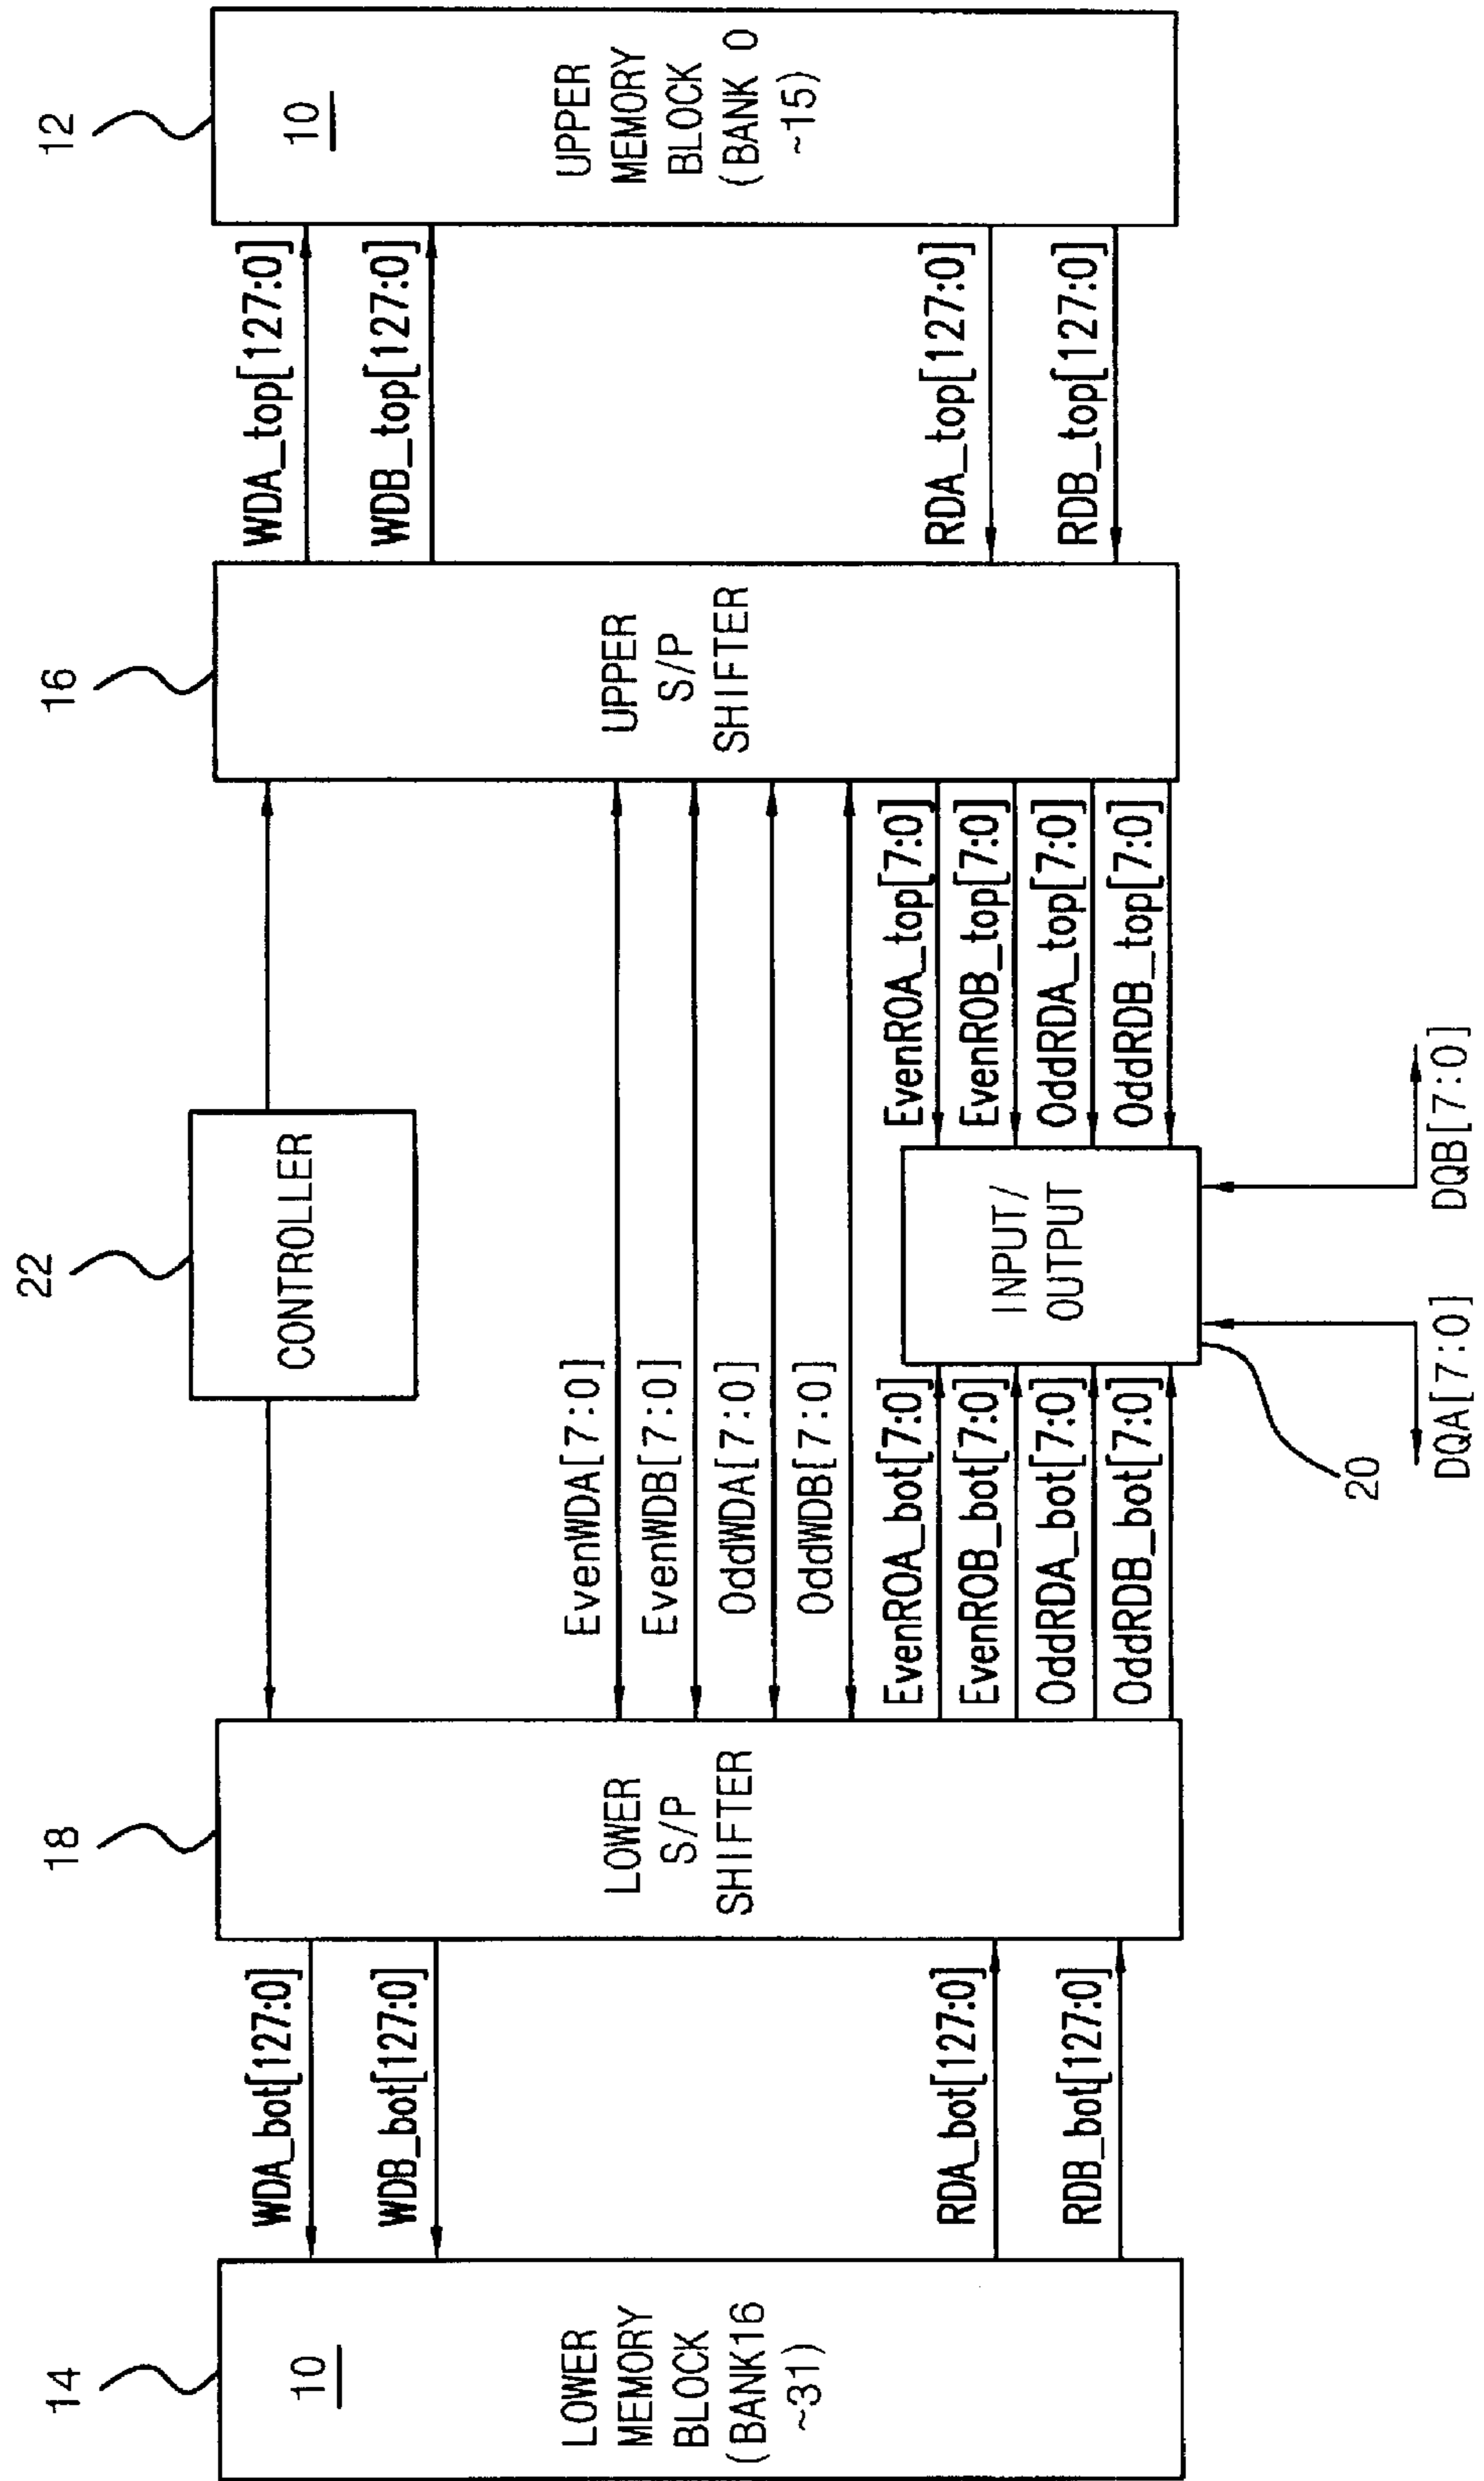 14
18
22
16
12
10
LOWER
MEMORY
BLOCK
(BANK16
~31)
WDA_bot[127:0]
WDB_bot[127:0]
RDA_bot[127:0]
RDB_bot[127:0]
LOWER
S/P
SHIFTER
CONTROLLER
EvenWDA[7:0]
EvenWDB[7:0]
OddWDA[7:0]
OddWDB[7:0]
EvenROA_bot[7:0]
EvenROB_bot[7:0]
OddRDA_bot[7:0]
OddRDB_bot[7:0]
INPUT/
OUTPUT
20
DQA[7:0]
DQB[7:0]
EvenROA_top[7:0]
EvenROB_top[7:0]
OddRDA_top[7:0]
OddRDB_top[7:0]
UPPER
S/P
SHIFTER
WDA_top[127:0]
WDB_top[127:0]
RDA_top[127:0]
RDB_top[127:0]
10
UPPER
MEMORY
BLOCK
(BANK 0
~15)